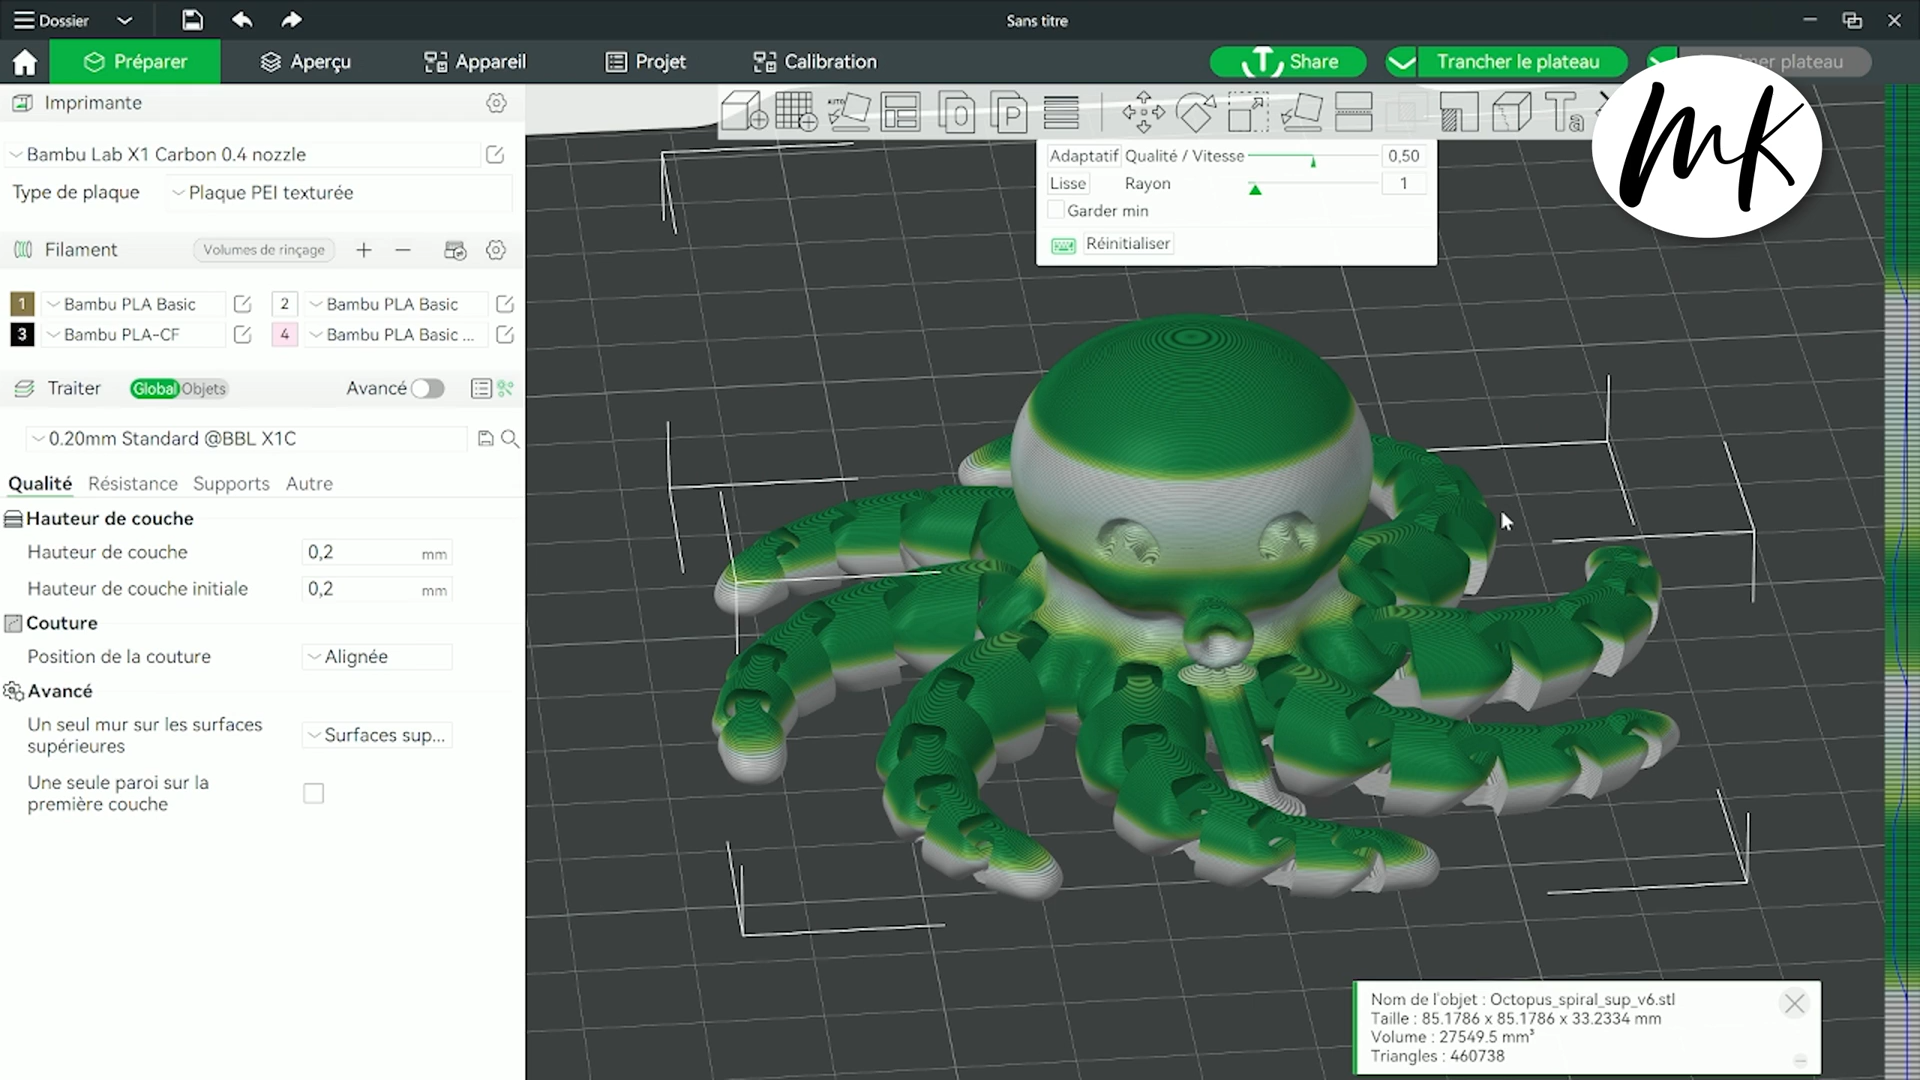 Dossier
Sans titre
Préparer
Aperçu
Appareil
Projet
Calibration
Share
Trancher le plateau
mer plateau
MK
Imprimante
Bambu Lab X1 Carbon 0.4 nozzle
Type de plaque
Plaque PEI texturée
Filament
Volumes de rinçage
1 Bambu PLA Basic
2 Bambu PLA Basic
3 Bambu PLA-CF
4 Bambu PLA Basic ...
Traiter
Global
Objets
Avancé
0.20mm Standard @BBL X1C
Qualité
Résistance
Supports
Autre
Hauteur de couche
Hauteur de couche 0,2 mm
Hauteur de couche initiale 0,2 mm
Couture
Position de la couture Alignée
Avancé
Un seul mur sur les surfaces
supérieures
Surfaces sup...
Une seule paroi sur la
première couche
AUTO
O
P
Ta
Adaptatif Qualité / Vitesse 0,50
Lisse Rayon 1
Garder min
Réinitialiser
Nom de l'objet : Octopus_spiral_sup_v6.stl
Taille : 85.1786 x 85.1786 x 33.2334 mm
Volume : 27549.5 mm³
Triangles : 460738